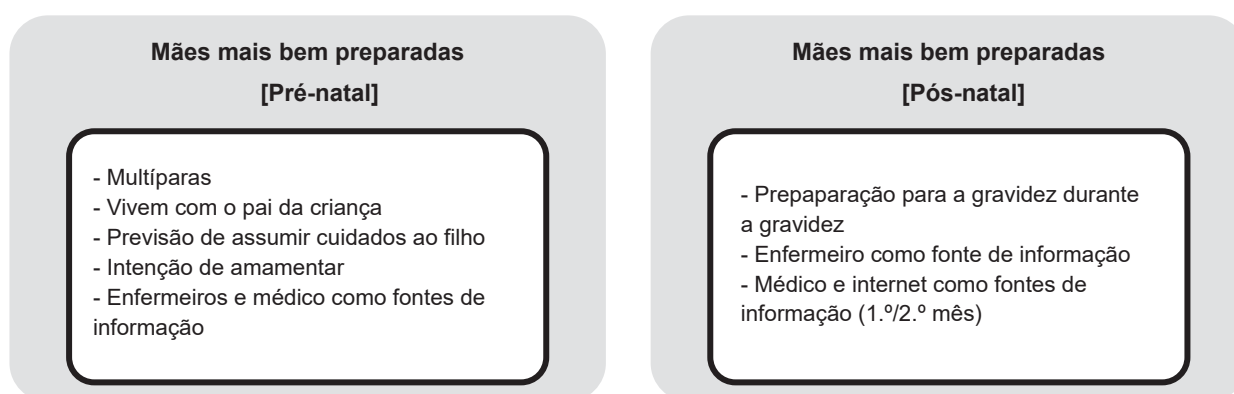 Mães mais bem preparadas
[Pré-natal]
- Multíparas
- Vivem com o pai da criança
- Previsão de assumir cuidados ao filho
- Intenção de amamentar
- Enfermeiros e médico como fontes de
informação
Mães mais bem preparadas
[Pós-natal]
- Prepaparação para a gravidez durante
a gravidez
- Enfermeiro como fonte de informação
- Médico e internet como fontes de
informação (1.º/2.º mês)